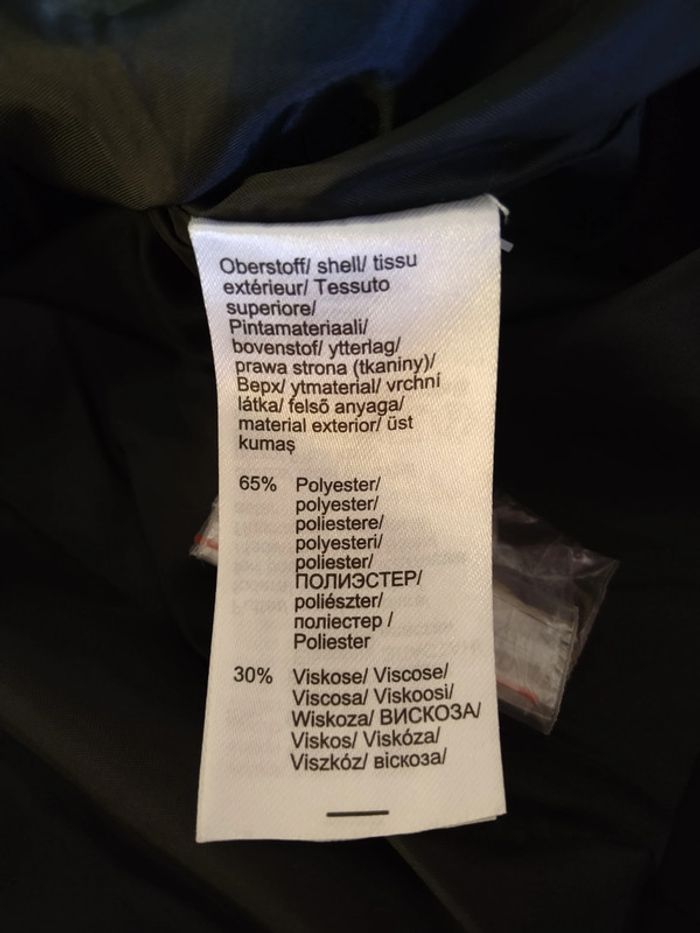 Oberstoff/ shell/ tissu
extérieur/ Tessuto
superiore/
Pintamateriaali/
bovenstof/ ytterlag/
prawa strona (tkaniny)/
Верх/ ytmaterial/ vrchní
látka/ felső anyaga/
material exterior/ üst
kumaş
65% Polyester/
polyester/
poliestere/
polyesteri/
poliester/
ПОЛИЭСТЕР/
poliészter/
поліестер /
Poliester
30% Viskose/ Viscose/
Viscosa/ Viskoosi/
Wiskoza/ ВИСКОЗА/
Viskos/ Viskóza/
Viszkóz/ віскоза/